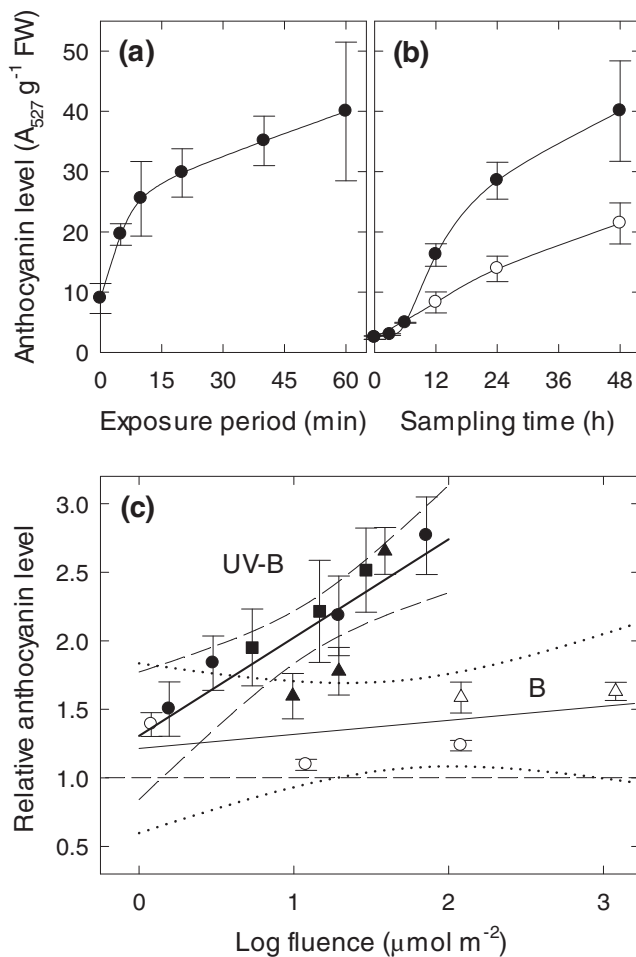 (a) (b)
Anthocyanin level (A527 g-1 FW)
50
40
30
20
10
0
0 15 30 45 60 0 12 24 36 48
Exposure period (min) Sampling time (h)
(c)
Relative anthocyanin level
3.0
2.5
2.0
1.5
1.0
0.5
UV-B
B
0 1 2 3
Log fluence (μmol m-2)